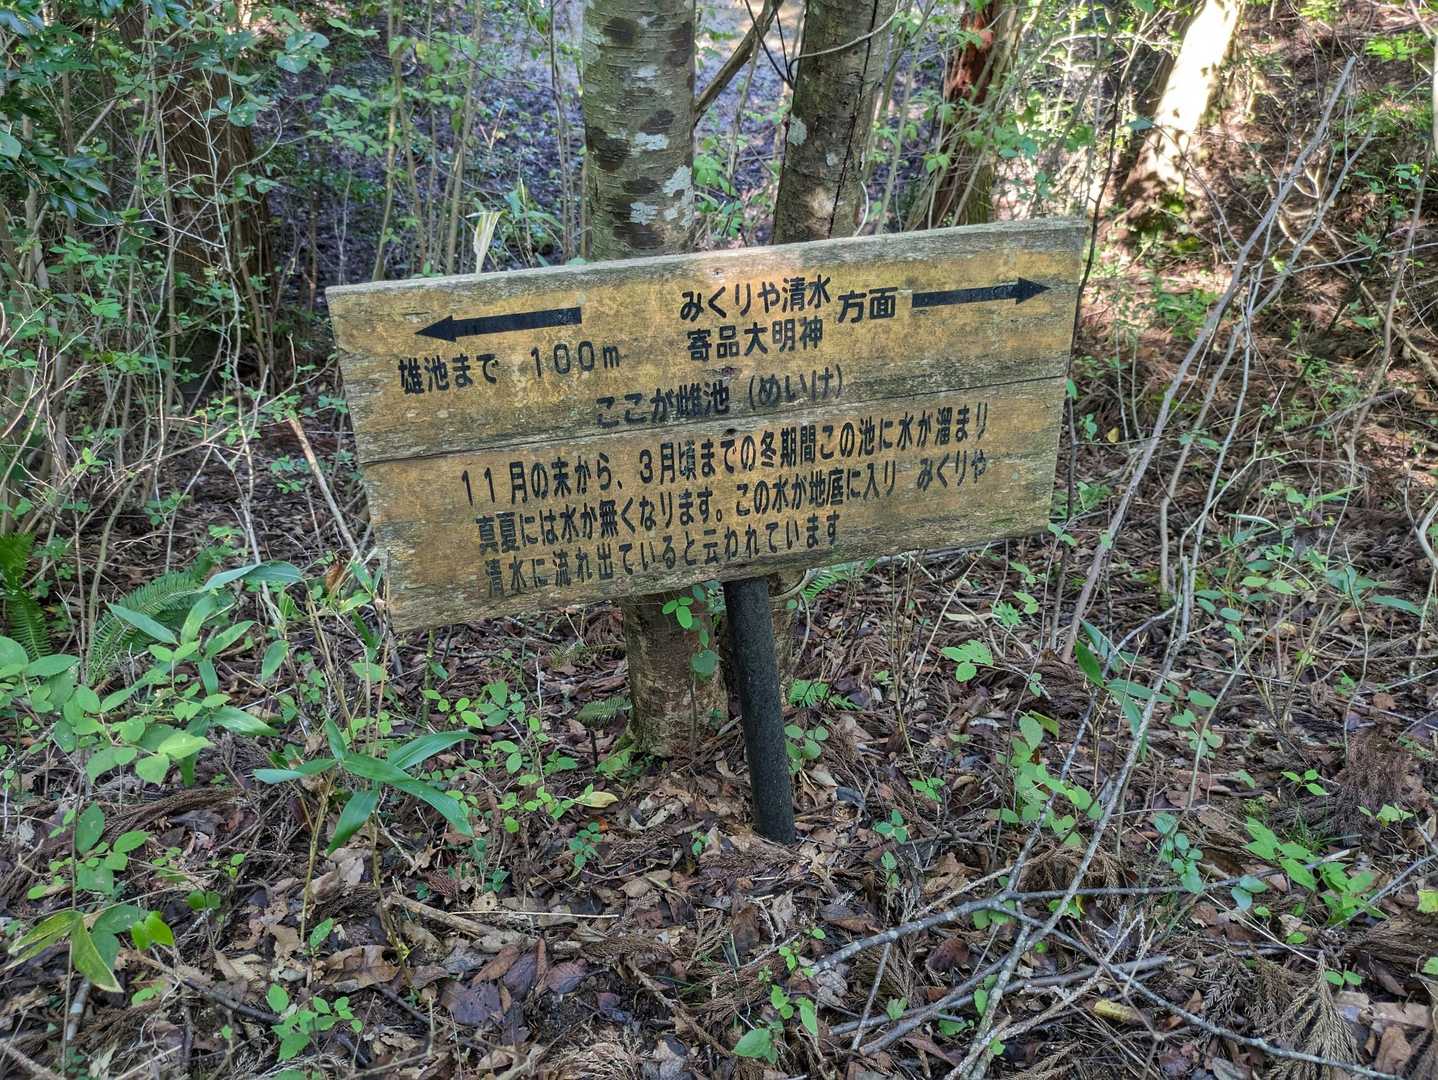 みくりや清水
寄品大明神
方面
雄池まで 100m
ここが雌池（めいけ）
11月の末から、3月頃までの冬期間この池に水が溜まり
真夏には水が無くなります。この水が地底に入り みくりや
清水に流れ出ていると云われています